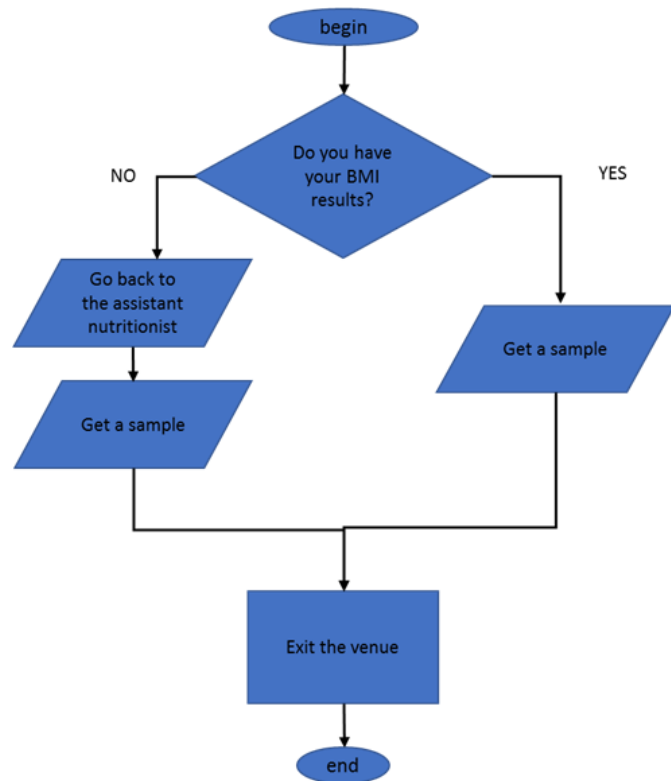 begin
Do you have
your BMI
results?
NO
YES
Go back to
the assistant
nutritionist
Get a sample
Get a sample
Exit the venue
end